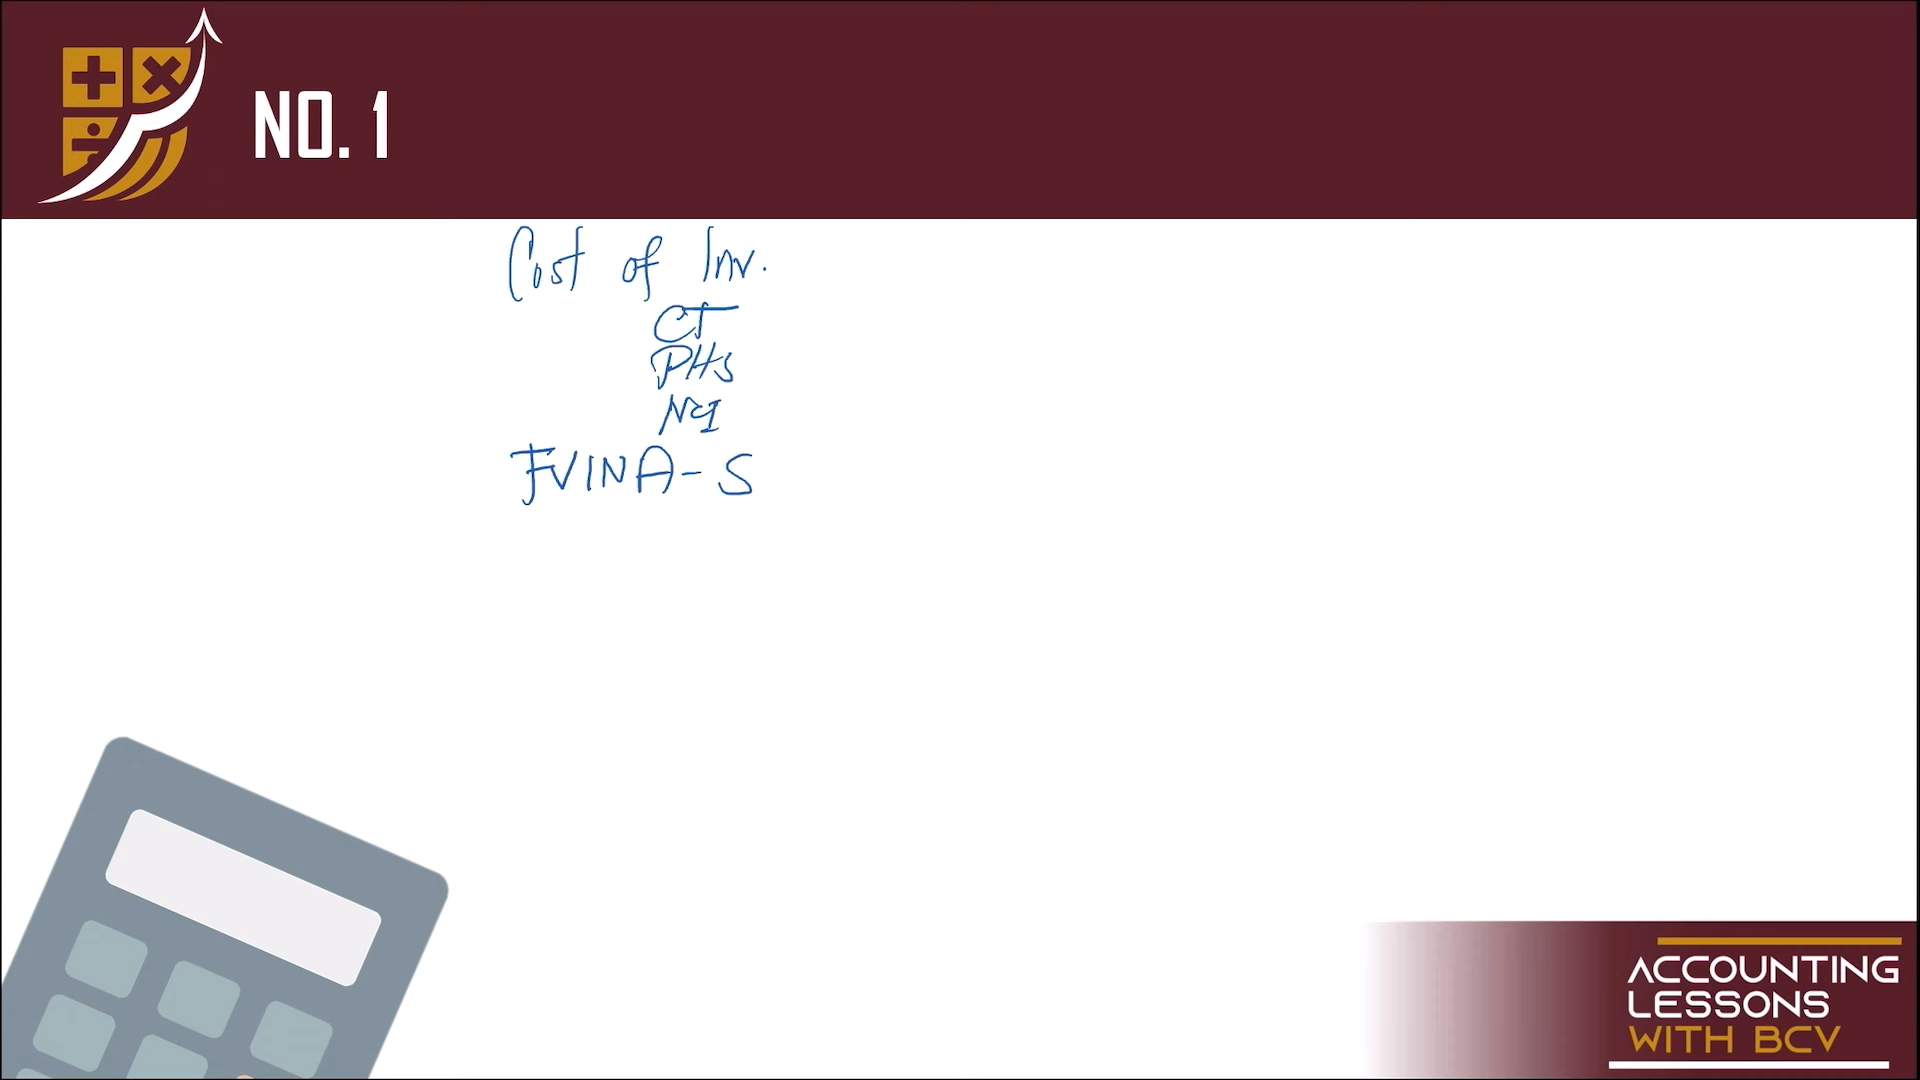 NO. 1
Cost of Inv.
CT
PHS
NCI
FVINA - S
ACCOUNTING
LESSONS
WITH BCV